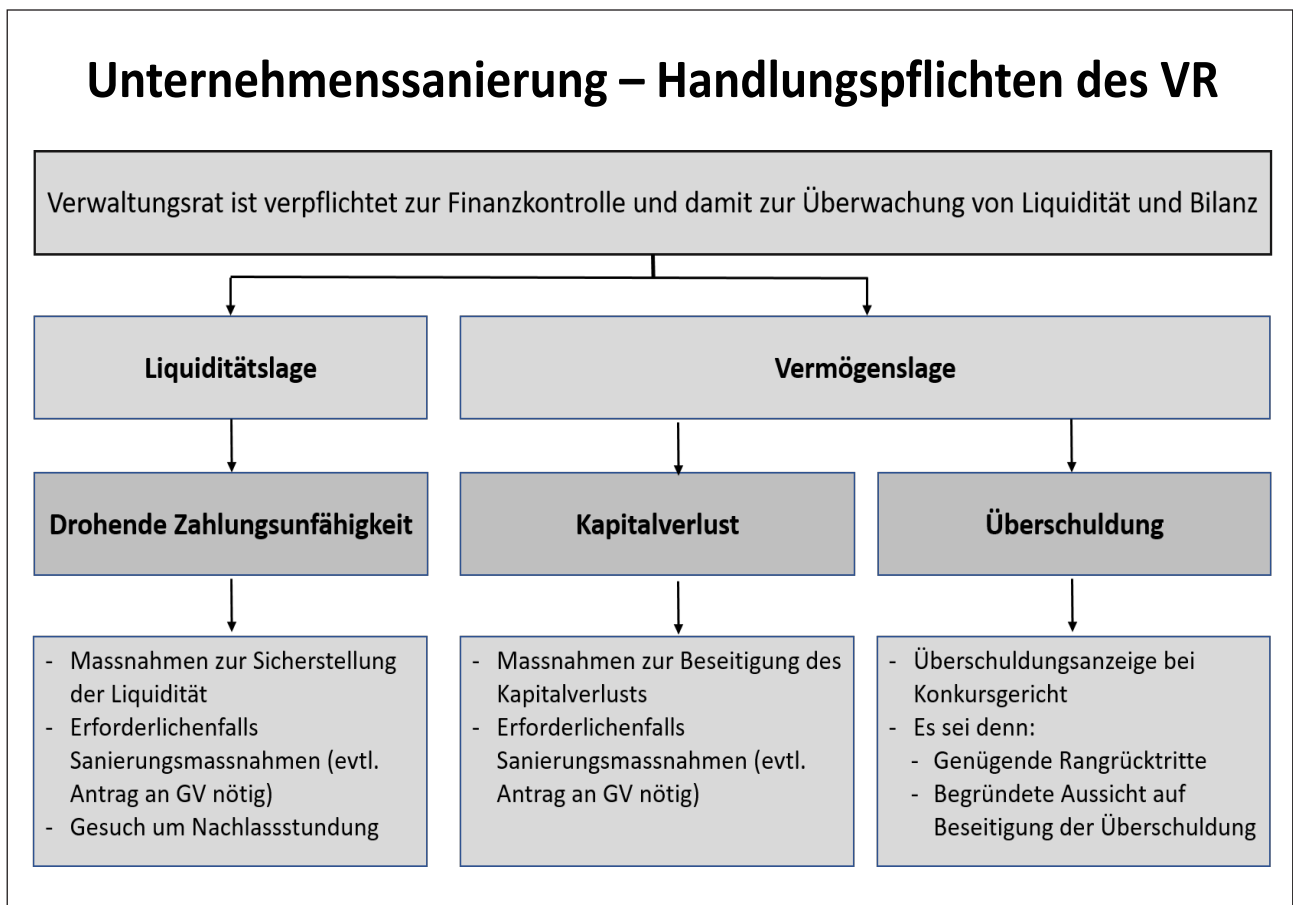 Unternehmenssanierung – Handlungspflichten des VR
Verwaltungsrat ist verpflichtet zur Finanzkontrolle und damit zur Überwachung von Liquidität und Bilanz
Liquiditätslage
Vermögenslage
Drohende Zahlungsunfähigkeit
Kapitalverlust
Überschuldung
- Massnahmen zur Sicherstellung
der Liquidität
- Erforderlichenfalls
Sanierungsmassnahmen (evtl.
Antrag an GV nötig)
- Gesuch um Nachlassstundung
- Massnahmen zur Beseitigung des
Kapitalverlusts
- Erforderlichenfalls
Sanierungsmassnahmen (evtl.
Antrag an GV nötig)
- Überschuldungsanzeige bei
Konkursgericht
- Es sei denn:
- Genügende Rangrücktritte
- Begründete Aussicht auf
Beseitigung der Überschuldung